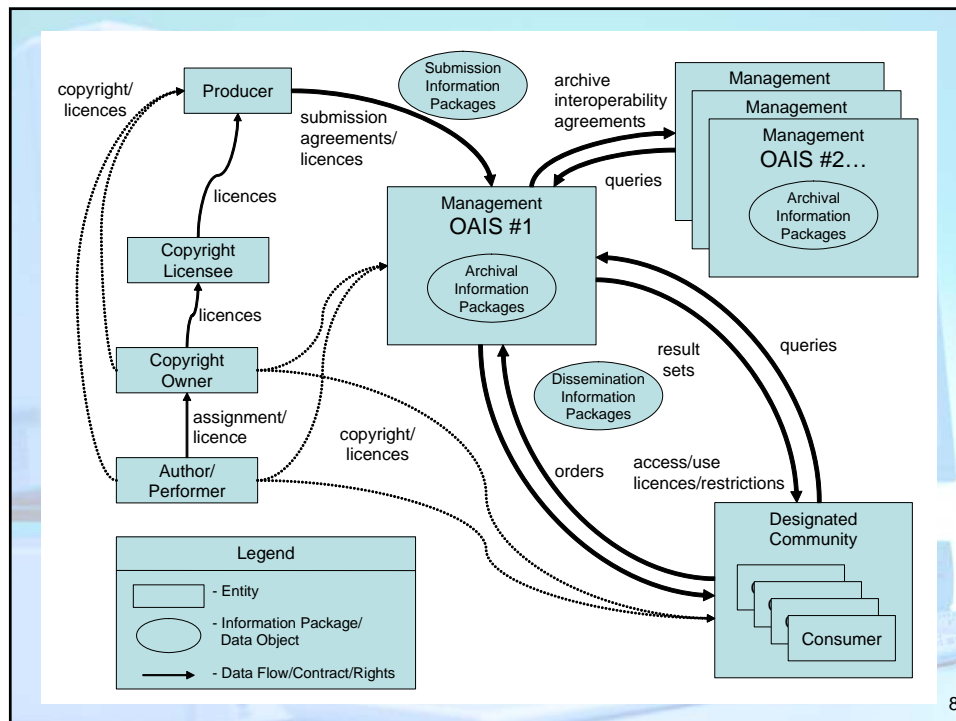 copyright/
licences
Producer
submission
agreements/
licences
Submission
Information
Packages
archive
interoperability
agreements
queries
Management
Management
Management
OAIS #2…
Archival
Information
Packages
licences
Management
OAIS #1
Archival
Information
Packages
Copyright
Licensee
licences
Copyright
Owner
assignment/
licence
Author/
Performer
copyright/
licences
Dissemination
Information
Packages
result
sets
queries
orders
access/use
licences/restrictions
Designated
Community
Consumer
Legend
- Entity
- Information Package/
Data Object
- Data Flow/Contract/Rights
8